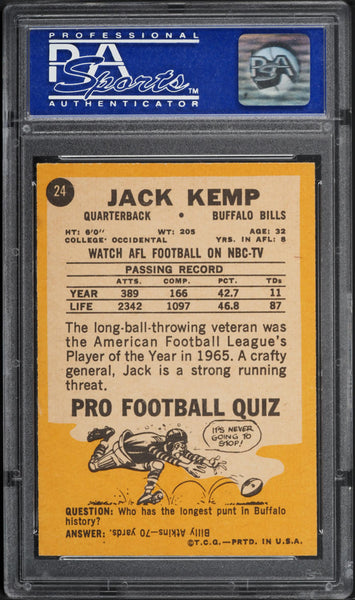 PROFESSIONAL
PSA
Sports™
AUTHENTICATOR
PSA
24
JACK KEMP
QUARTERBACK • BUFFALO BILLS
HT: 6'0" WT: 205 AGE: 32
COLLEGE: OCCIDENTAL YRS. IN AFL: 8
WATCH AFL FOOTBALL ON NBC-TV
PASSING RECORD
ATTS. COMP. PCT. TDs
YEAR 389 166 42.7 11
LIFE 2342 1097 46.8 87
The long-ball-throwing veteran was
the American Football League's
Player of the Year in 1965. A crafty
general, Jack is a strong running
threat.
PRO FOOTBALL QUIZ
IT'S NEVER
GOING TO
STOP!
QUESTION: Who has the longest punt in Buffalo
history?
ANSWER: Billy Atkins—70 yards.
©T.C.G.—PRTD. IN U.S.A.